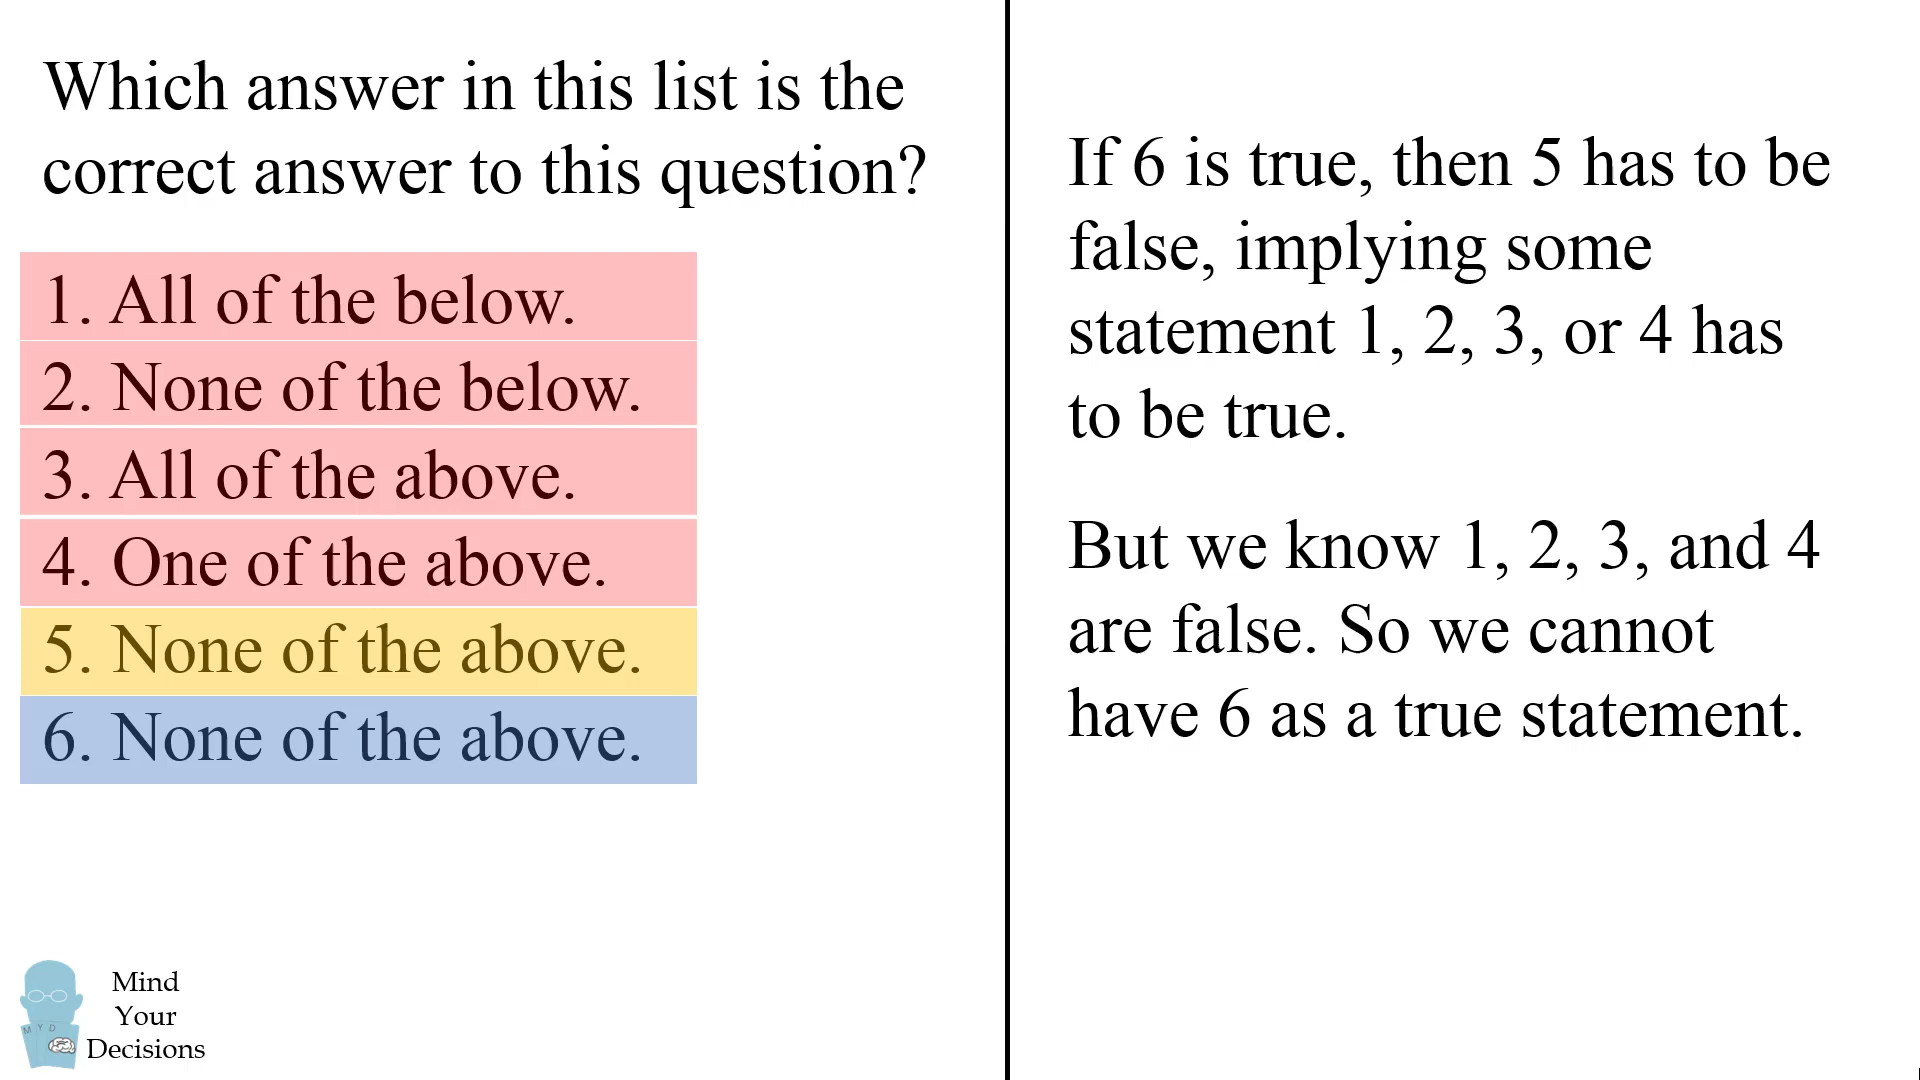 Which answer in this list is the
correct answer to this question?
1. All of the below.
2. None of the below.
3. All of the above.
4. One of the above.
5. None of the above.
6. None of the above.
If 6 is true, then 5 has to be
false, implying some
statement 1, 2, 3, or 4 has
to be true.
But we know 1, 2, 3, and 4
are false. So we cannot
have 6 as a true statement.
M Y D
Mind
Your
Decisions